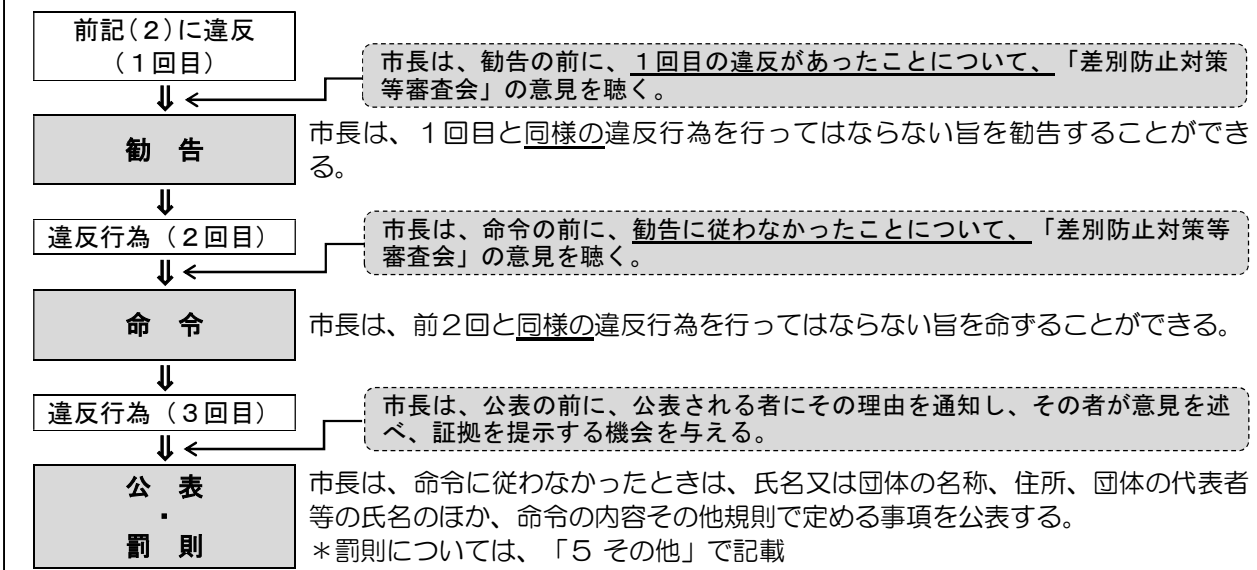 前記(2)に違反
(1回目)
市長は、勧告の前に、1回目の違反があったことについて、「差別防止対策
等審査会」の意見を聴く。
⇓
勧 告
市長は、1回目と同様の違反行為を行ってはならない旨を勧告することができ
る。
⇓
違反行為(2回目)
市長は、命令の前に、勧告に従わなかったことについて、「差別防止対策等
審査会」の意見を聴く。
⇓
命 令
市長は、前2回と同様の違反行為を行ってはならない旨を命ずることができる。
⇓
違反行為(3回目)
市長は、公表の前に、公表される者にその理由を通知し、その者が意見を述
べ、証拠を提示する機会を与える。
⇓
公 表
・
罰 則
市長は、命令に従わなかったときは、氏名又は団体の名称、住所、団体の代表者
等の氏名のほか、命令の内容その他規則で定める事項を公表する。
*罰則については、「5 その他」で記載